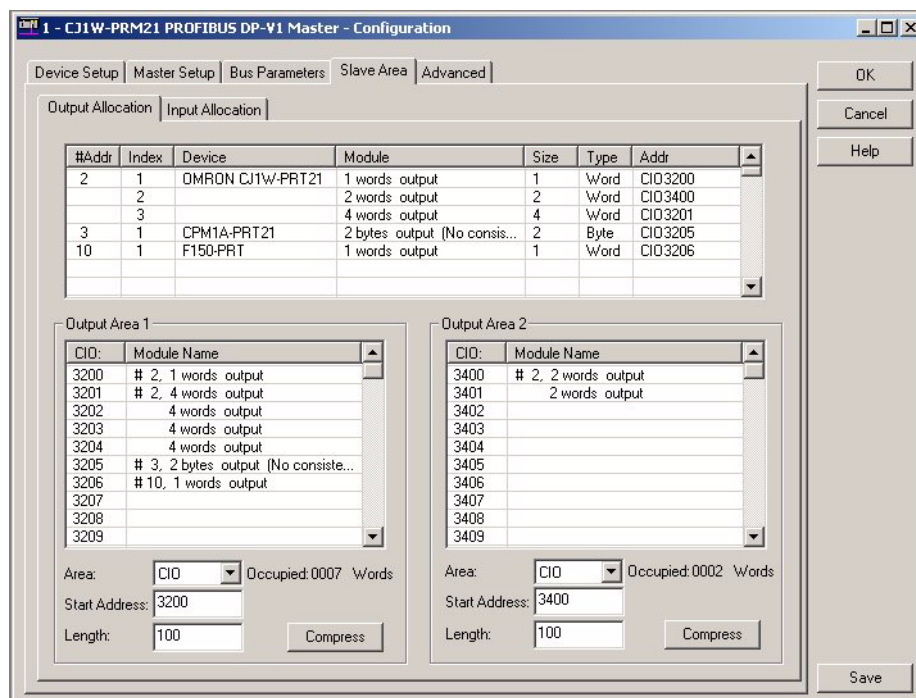 1 - CJ1W-PRM21 PROFIBUS DP-V1 Master - Configuration
Device Setup Master Setup Bus Parameters Slave Area Advanced
OK
Cancel
Help
Output Allocation Input Allocation
#Addr Index Device Module Size Type Addr
2 1 OMRON CJ1W-PRT21 1 words output 1 Word CIO3200
2 2 words output 2 Word CIO3400
3 4 words output 4 Word CIO3201
3 1 CPM1A-PRT21 2 bytes output (No consis... 2 Byte CIO3205
10 1 F150-PRT 1 words output 1 Word CIO3206
Output Area 1
CIO: Module Name
3200 # 2, 1 words output
3201 # 2, 4 words output
3202 4 words output
3203 4 words output
3204 4 words output
3205 # 3, 2 bytes output (No consiste...
3206 # 10, 1 words output
3207
3208
3209
Area: CIO Occupied: 0007 Words
Start Address: 3200
Length: 100 Compress
Output Area 2
CIO: Module Name
3400 # 2, 2 words output
3401 2 words output
3402
3403
3404
3405
3406
3407
3408
3409
Area: CIO Occupied: 0002 Words
Start Address: 3400
Length: 100 Compress
Save